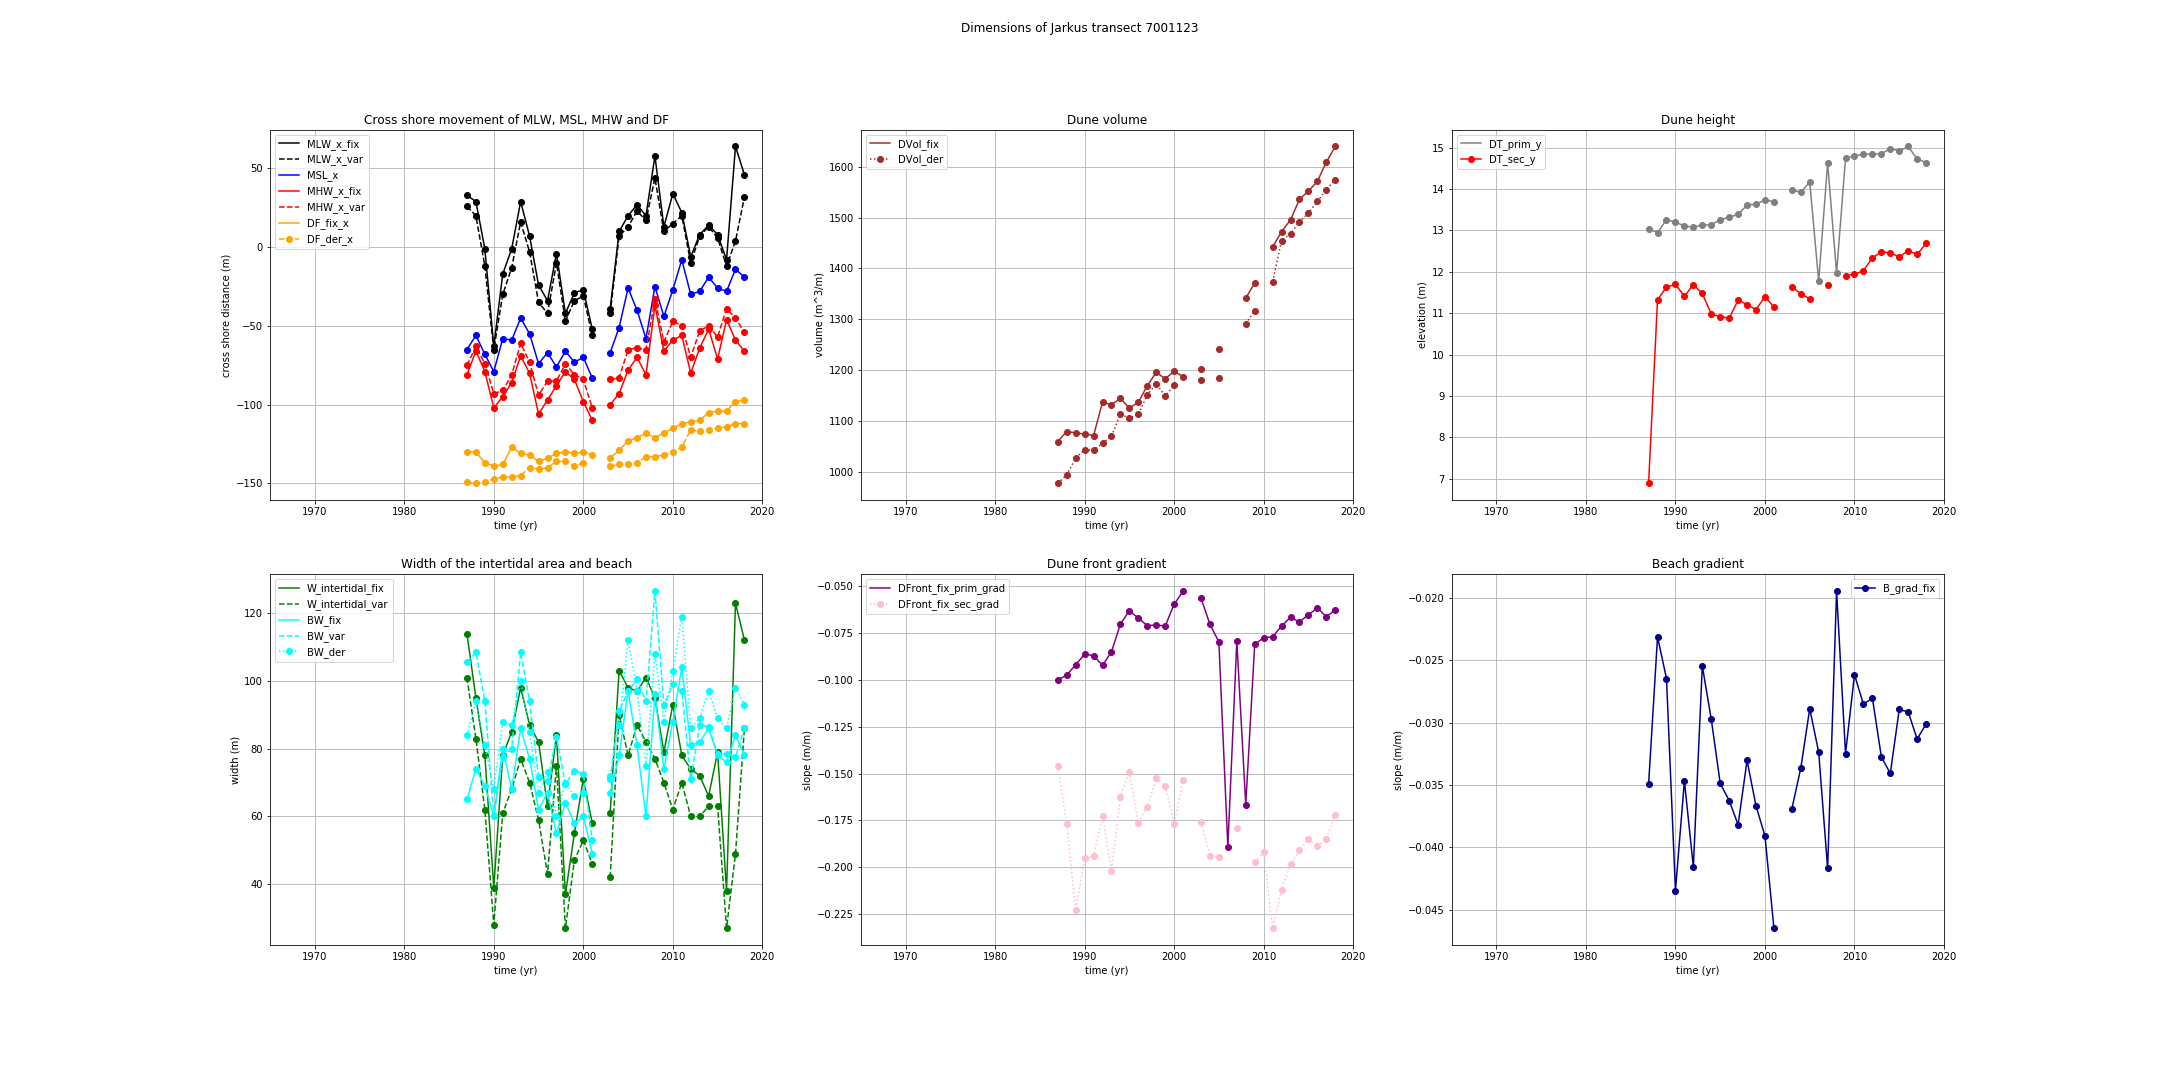 Dimensions of Jarkus transect 7001123
Cross shore movement of MLW, MSL, MHW and DF
MLW_x_fix
MLW_x_var
MSL_x
MHW_x_fix
MHW_x_var
DF_fix_x
DF_der_x
50
0
−50
−100
−150
cross shore distance (m)
1970 1980 1990 2000 2010 2020
time (yr)
Dune volume
DVol_fix
DVol_der
1600
1500
1400
1300
1200
1100
1000
volume (m^3/m)
1970 1980 1990 2000 2010 2020
time (yr)
Dune height
DT_prim_y
DT_sec_y
15
14
13
12
11
10
9
8
7
elevation (m)
1970 1980 1990 2000 2010 2020
time (yr)
Width of the intertidal area and beach
W_intertidal_fix
W_intertidal_var
BW_fix
BW_var
BW_der
120
100
80
60
40
width (m)
1970 1980 1990 2000 2010 2020
time (yr)
Dune front gradient
DFront_fix_prim_grad
DFront_fix_sec_grad
−0.050
−0.075
−0.100
−0.125
−0.150
−0.175
−0.200
−0.225
slope (m/m)
1970 1980 1990 2000 2010 2020
time (yr)
Beach gradient
B_grad_fix
−0.020
−0.025
−0.030
−0.035
−0.040
−0.045
slope (m/m)
1970 1980 1990 2000 2010 2020
time (yr)